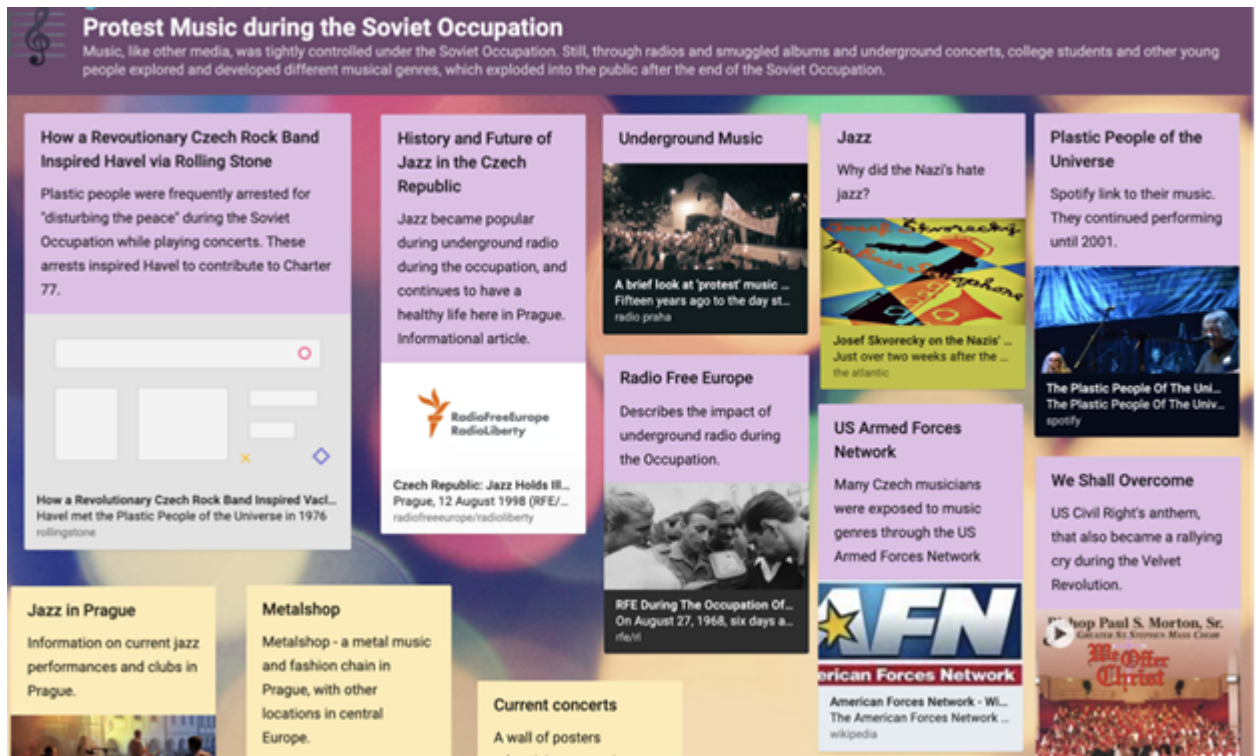 Protest Music during the Soviet Occupation
Music, like other media, was tightly controlled under the Soviet Occupation. Still, through radios and smuggled albums and underground concerts, college students and other young
people explored and developed different musical genres, which exploded into the public after the end of the Soviet Occupation.
How a Revoutionary Czech Rock Band
Inspired Havel via Rolling Stone
Plastic people were frequently arrested for
"disturbing the peace" during the Soviet
Occupation while playing concerts. These
arrests inspired Havel to contribute to Charter
77.
How a Revolutionary Czech Rock Band Inspired Vacl...
Havel met the Plastic People of the Universe in 1976
rollingstone
History and Future of
Jazz in the Czech
Republic
Jazz became popular
during underground radio
during the occupation, and
continues to have a
healthy life here in Prague.
Informational article.
RadioFreeEurope
RadioLiberty
Czech Republic: Jazz Holds Ill...
Prague, 12 August 1998 (RFE/...
radiofreeeurope/radioliberty
Underground Music
A brief look at 'protest' music ...
Fifteen years ago to the day st...
radio praha
Radio Free Europe
Describes the impact of
underground radio during
the Occupation.
RFE During The Occupation Of...
On August 27, 1968, six days a...
rfe/rl
Jazz
Why did the Nazi's hate
jazz?
Josef Skvorecky
The Bass Saxophone
Josef Skvorecky on the Nazis' ...
Just over two weeks after the ...
the atlantic
US Armed Forces
Network
Many Czech musicians
were exposed to music
genres through the US
Armed Forces Network
AFN
erican Forces Network
American Forces Network - Wi...
The American Forces Network ...
wikipedia
Plastic People of the
Universe
Spotify link to their music.
They continued performing
until 2001.
The Plastic People Of The Uni...
The Plastic People Of The Univ...
spotify
We Shall Overcome
US Civil Right's anthem,
that also became a rallying
cry during the Velvet
Revolution.
hop Paul S. Morton, Sr.
Greater St. Stephen Mass Choir
We Offer
Christ
Jazz in Prague
Information on current jazz
performances and clubs in
Prague.
Metalshop
Metalshop - a metal music
and fashion chain in
Prague, with other
locations in central
Europe.
Current concerts
A wall of posters